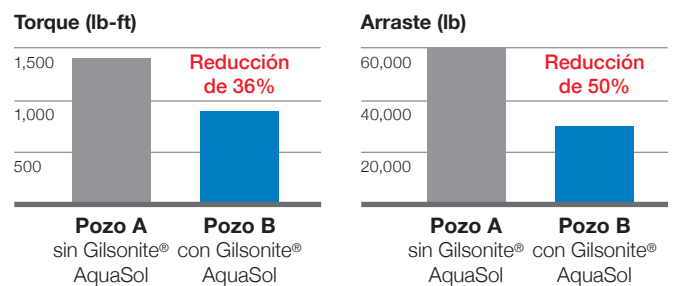 Torque (lb-ft)
1,500
Reducción
de 36%
1,000
500
Pozo A
sin Gilsonite®
AquaSol
Pozo B
con Gilsonite®
AquaSol
Arraste (lb)
60,000
Reducción
de 50%
40,000
20,000
Pozo A
sin Gilsonite®
AquaSol
Pozo B
con Gilsonite®
AquaSol